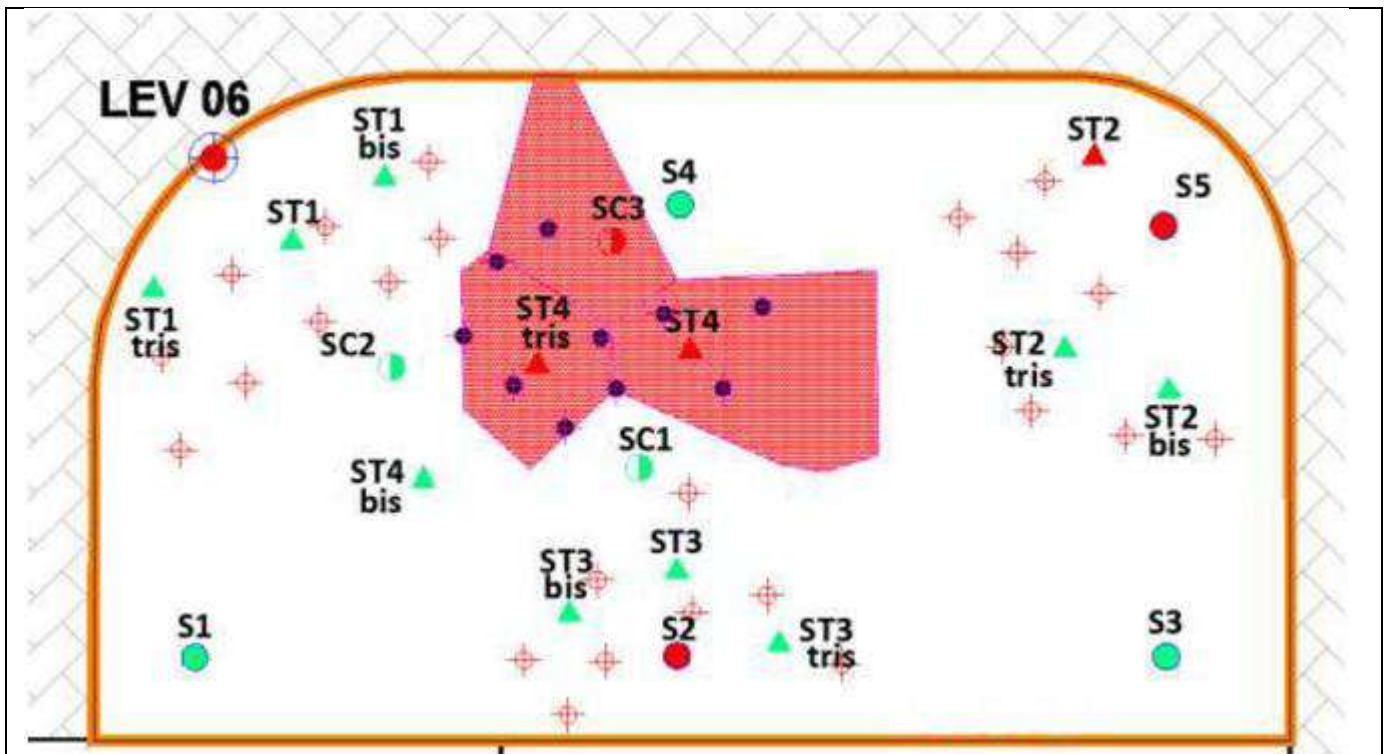 LEV 06
ST1
bis
ST2
S4
S5
ST1
SC3
ST1
tris
SC2
ST4
tris
ST4
ST2
tris
ST2
bis
SC1
ST4
bis
ST3
bis
ST3
S1
S2
ST3
tris
S3